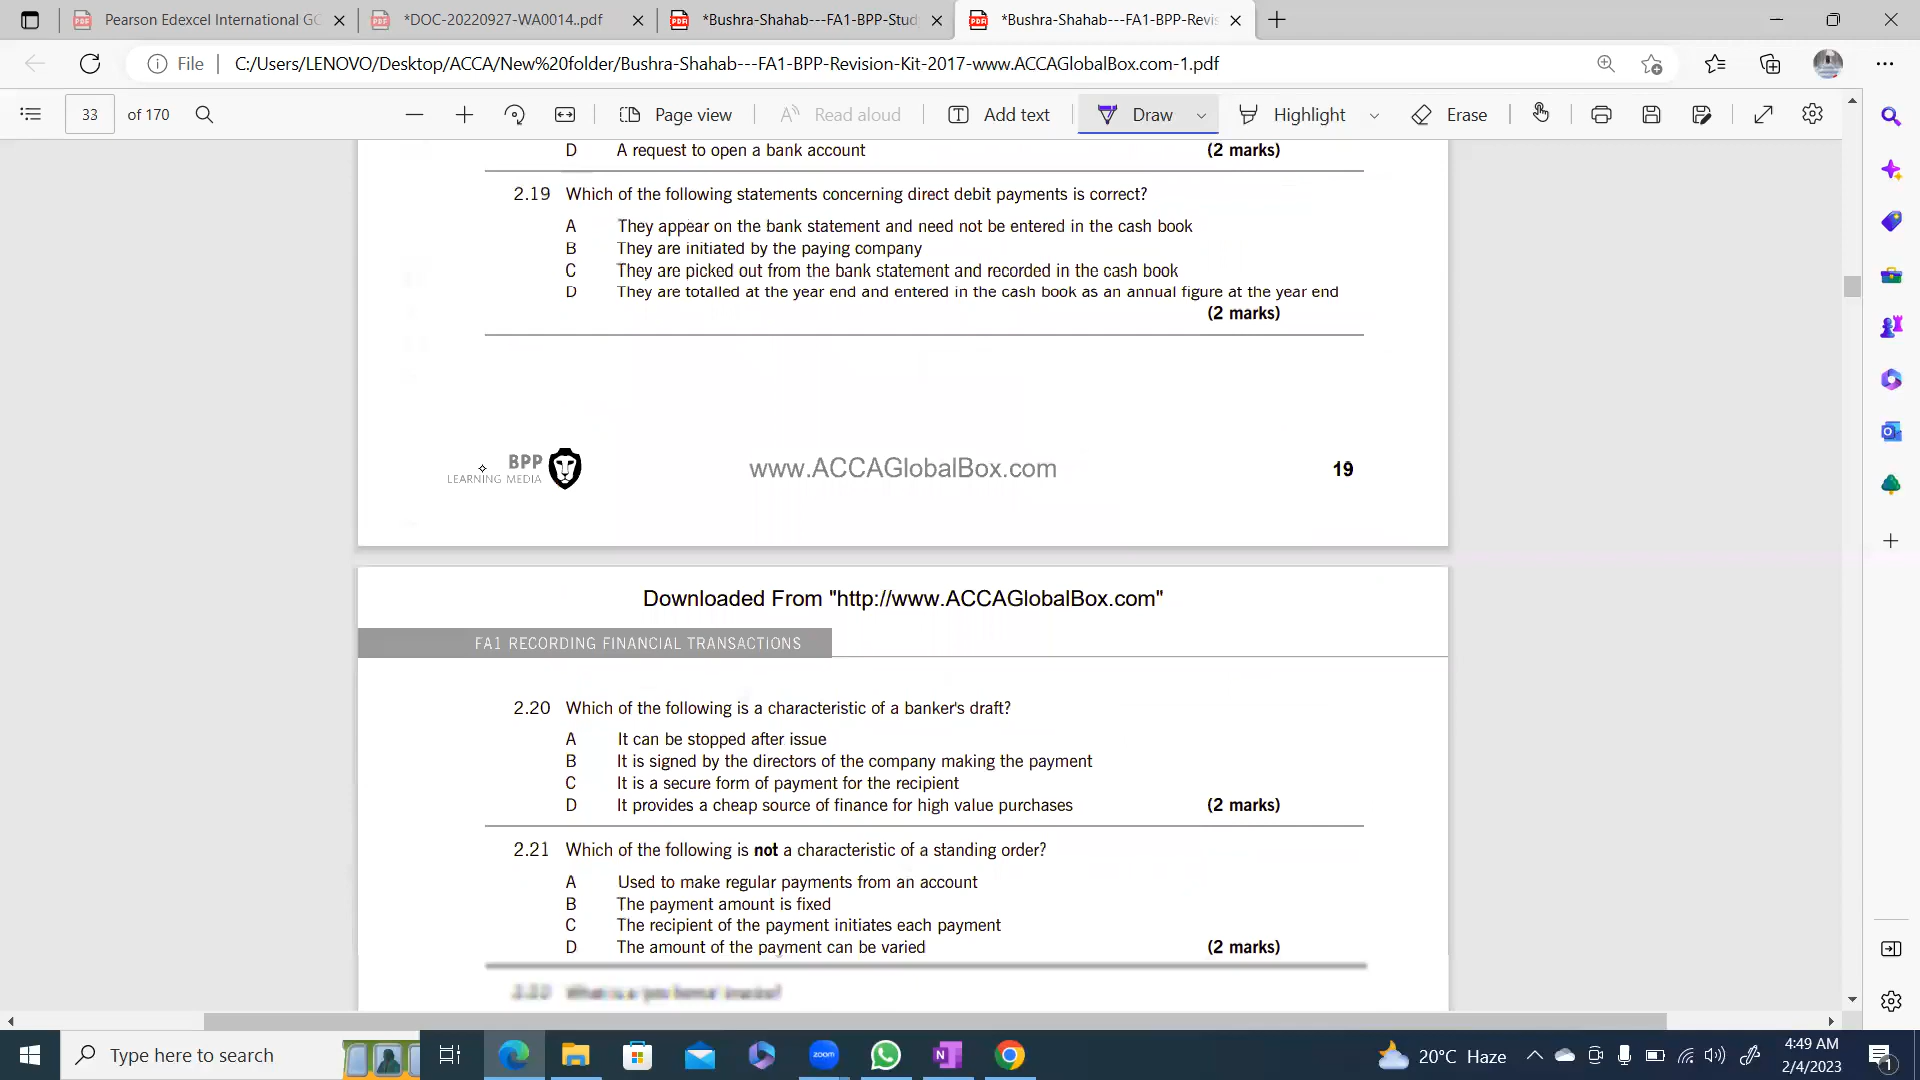 Pearson Edexcel International GC
*DOC-20220927-WA0014..pdf
*Bushra-Shahab---FA1-BPP-Stud
*Bushra-Shahab---FA1-BPP-Revis
File
C:/Users/LENOVO/Desktop/ACCA/New%20folder/Bushra-Shahab---FA1-BPP-Revision-Kit-2017-www.ACCAGlobalBox.com-1.pdf
33 of 170
Page view
Read aloud
Add text
Draw
Highlight
Erase
D A request to open a bank account (2 marks)
2.19 Which of the following statements concerning direct debit payments is correct?
A They appear on the bank statement and need not be entered in the cash book
B They are initiated by the paying company
C They are picked out from the bank statement and recorded in the cash book
D They are totalled at the year end and entered in the cash book as an annual figure at the year end
(2 marks)
BPP
LEARNING MEDIA
www.ACCAGlobalBox.com
19
Downloaded From "http://www.ACCAGlobalBox.com"
FA1 RECORDING FINANCIAL TRANSACTIONS
2.20 Which of the following is a characteristic of a banker's draft?
A It can be stopped after issue
B It is signed by the directors of the company making the payment
C It is a secure form of payment for the recipient
D It provides a cheap source of finance for high value purchases (2 marks)
2.21 Which of the following is not a characteristic of a standing order?
A Used to make regular payments from an account
B The payment amount is fixed
C The recipient of the payment initiates each payment
D The amount of the payment can be varied (2 marks)
Type here to search
zoom
20°C Haze
4:49 AM
2/4/2023
1